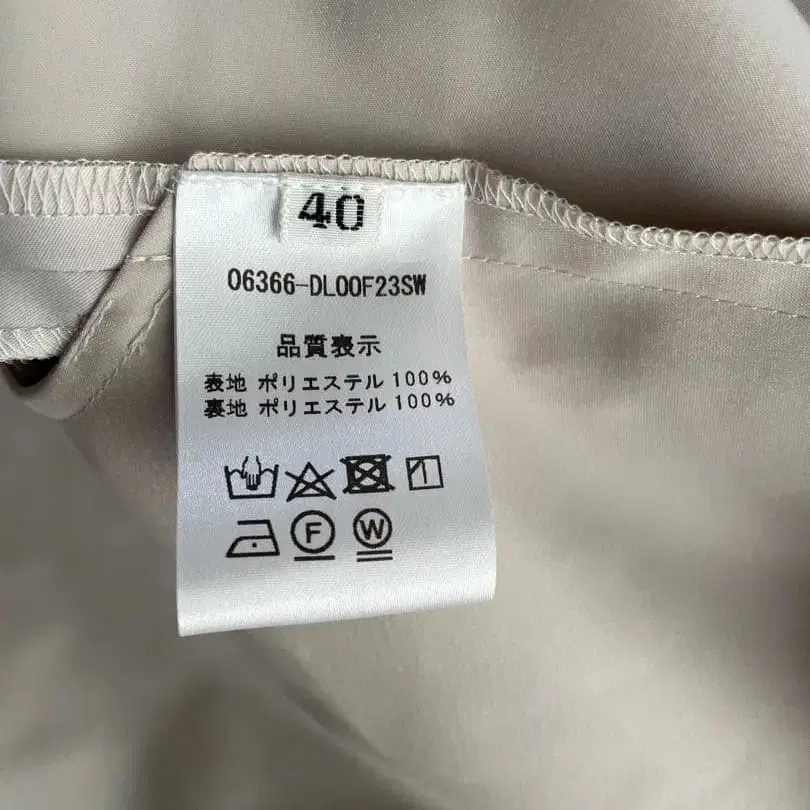 40
06366-DL00F23SW
品質表示
表地 ポリエステル 100%
裏地 ポリエステル 100%
F W